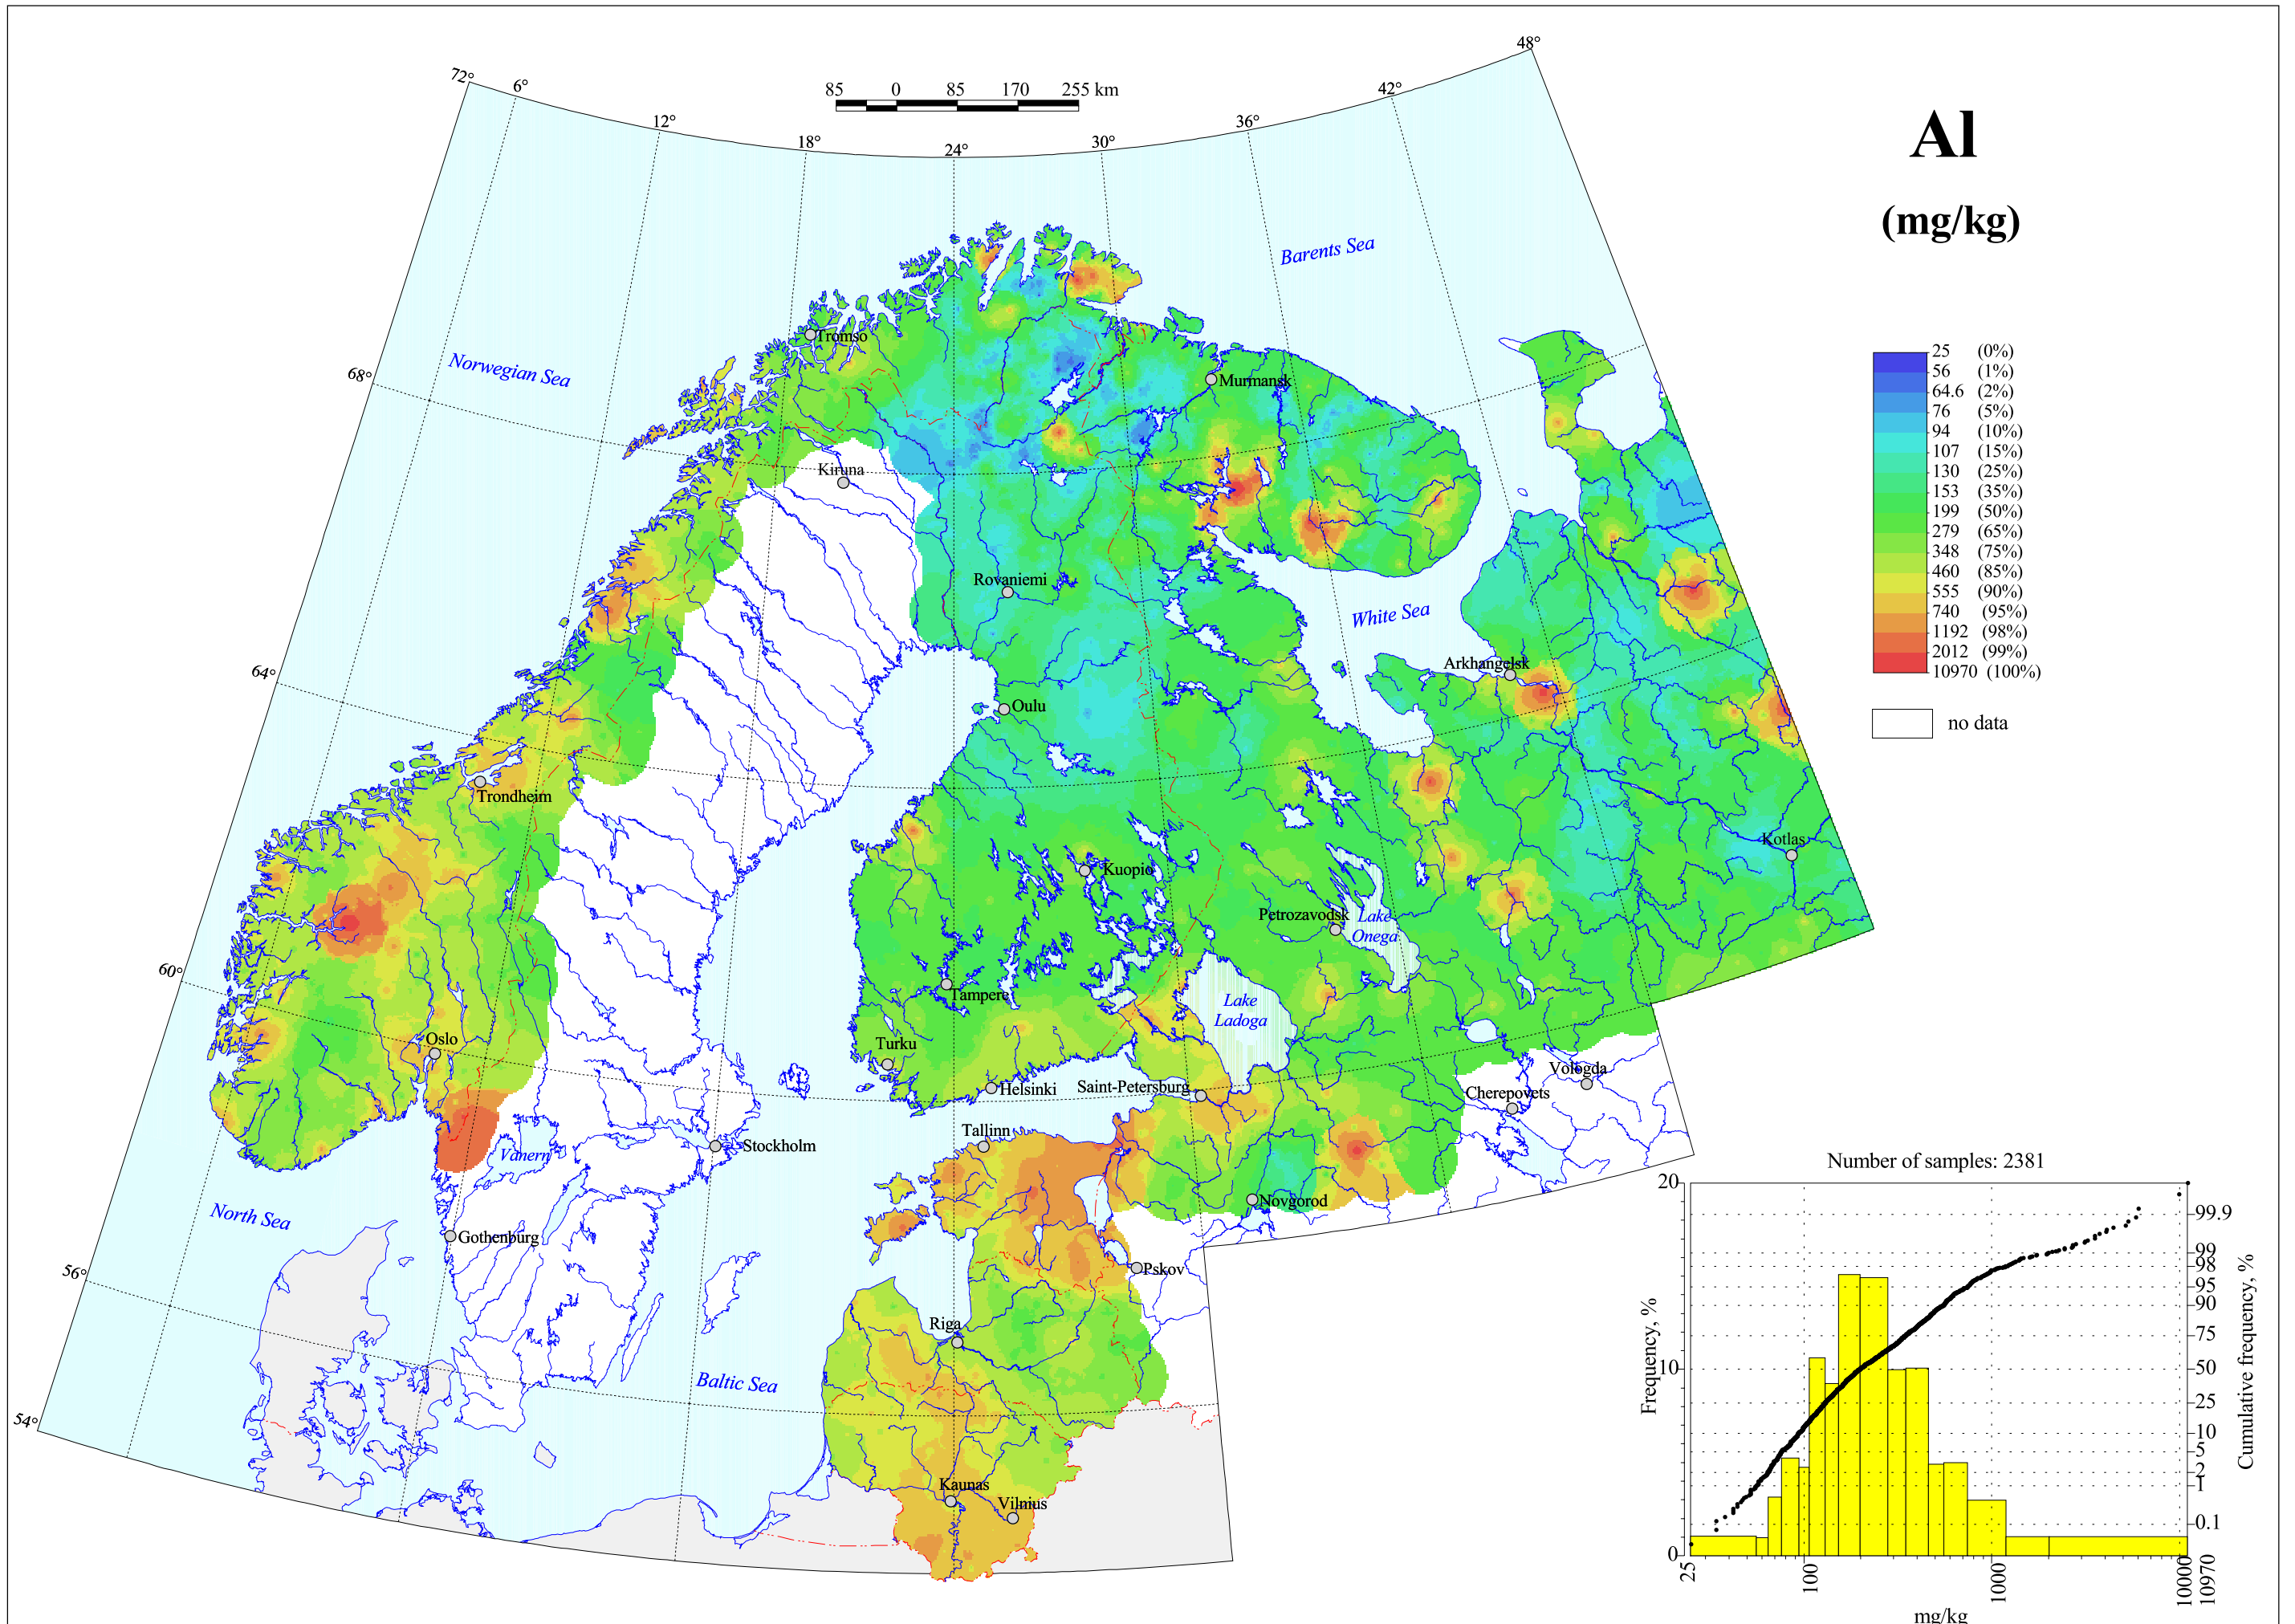 Al
(mg/kg)
85 0 85 170 255 km
72°
6°
12°
18°
24°
30°
36°
42°
48°
68°
64°
60°
56°
54°
Barents Sea
Norwegian Sea
Tromso
Murmansk
Kiruna
Rovaniemi
White Sea
Arkhangelsk
Oulu
Trondheim
Kotlas
Kuopio
Petrozavodsk
Lake
Onega
Tampere
Lake
Ladoga
Oslo
Turku
Helsinki
Saint-Petersburg
Vologda
Cherepovets
Tallinn
Stockholm
Vanern
Novgorod
North Sea
Gothenburg
Pskov
Riga
Baltic Sea
Kaunas
Vilnius
25 (0%)
56 (1%)
64.6 (2%)
76 (5%)
94 (10%)
107 (15%)
130 (25%)
153 (35%)
199 (50%)
279 (65%)
348 (75%)
460 (85%)
555 (90%)
740 (95%)
1192 (98%)
2012 (99%)
10970 (100%)
no data
Number of samples: 2381
Frequency, %
20
10
0
Cumulative frequency, %
99.9
99
98
95
90
75
50
25
10
5
2
1
0.1
25
100
1000
10000
10970
mg/kg